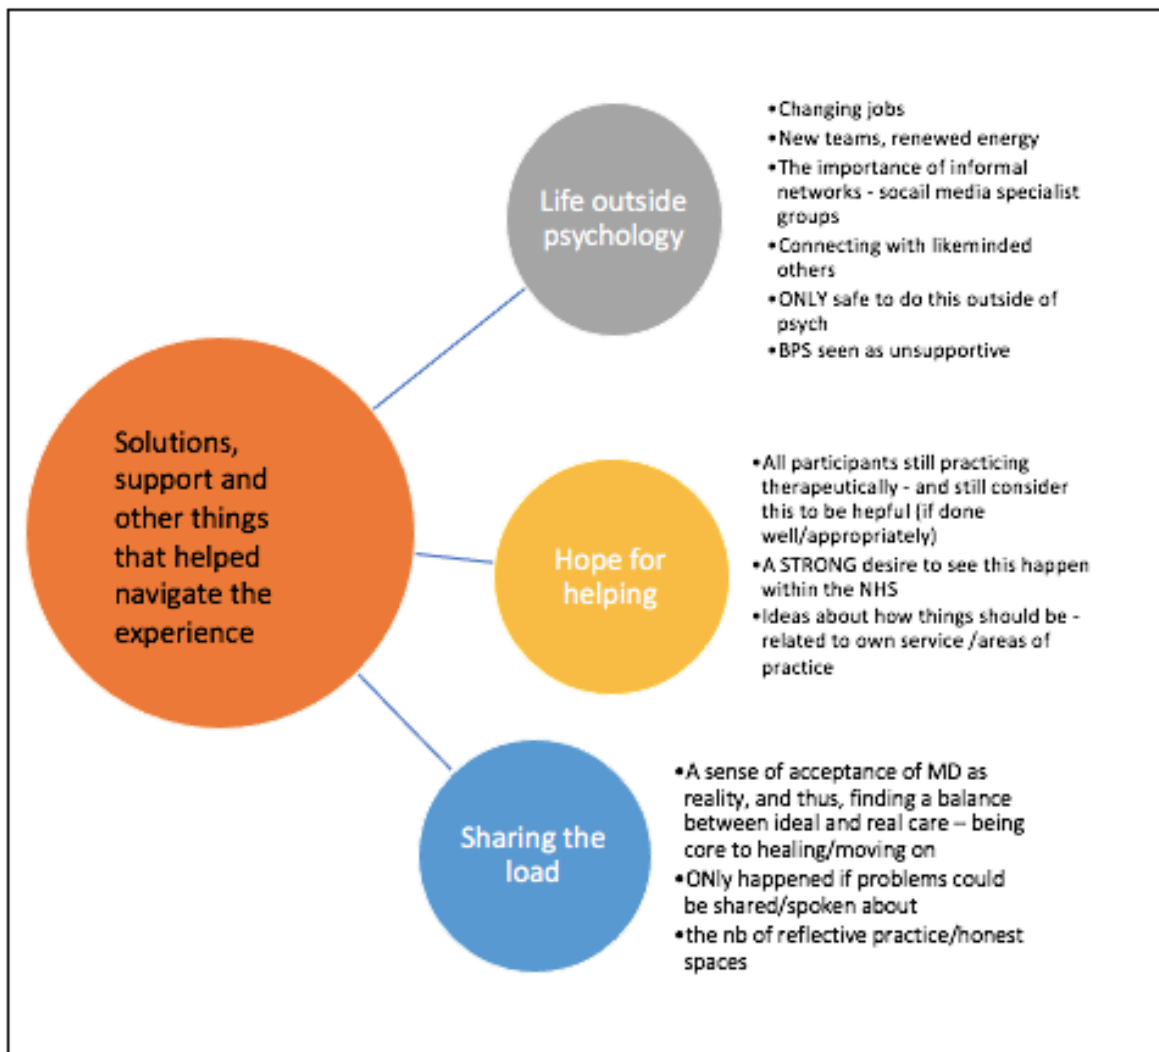 Life outside
psychology
•Changing jobs
•New teams, renewed energy
•The importance of informal
networks - socail media specialist
groups
•Connecting with likeminded
others
•ONLY safe to do this outside of
psych
•BPS seen as unsupportive
Solutions,
support and
other things
that helped
navigate the
experience
Hope for
helping
•All participants still practicing
therapeutically - and still consider
this to be hepful (if done
well/appropriately)
•A STRONG desire to see this happen
within the NHS
•Ideas about how things should be -
related to own service /areas of
practice
Sharing the
load
•A sense of acceptance of MD as
reality, and thus, finding a balance
between ideal and real care – being
core to healing/moving on
•ONly happened if problems could
be shared/spoken about
•the nb of reflective practice/honest
spaces